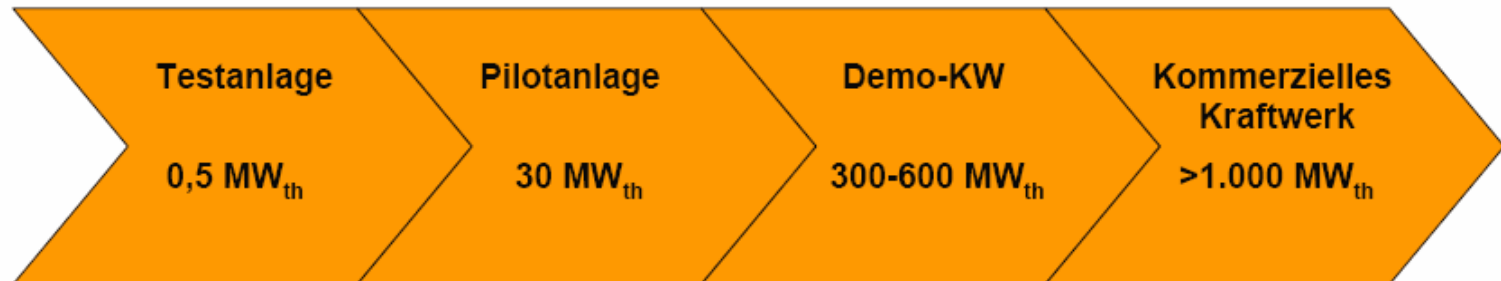 Testanlage
0,5 MWth
Pilotanlage
30 MWth
Demo-KW
300-600 MWth
Kommerzielles
Kraftwerk
>1.000 MWth